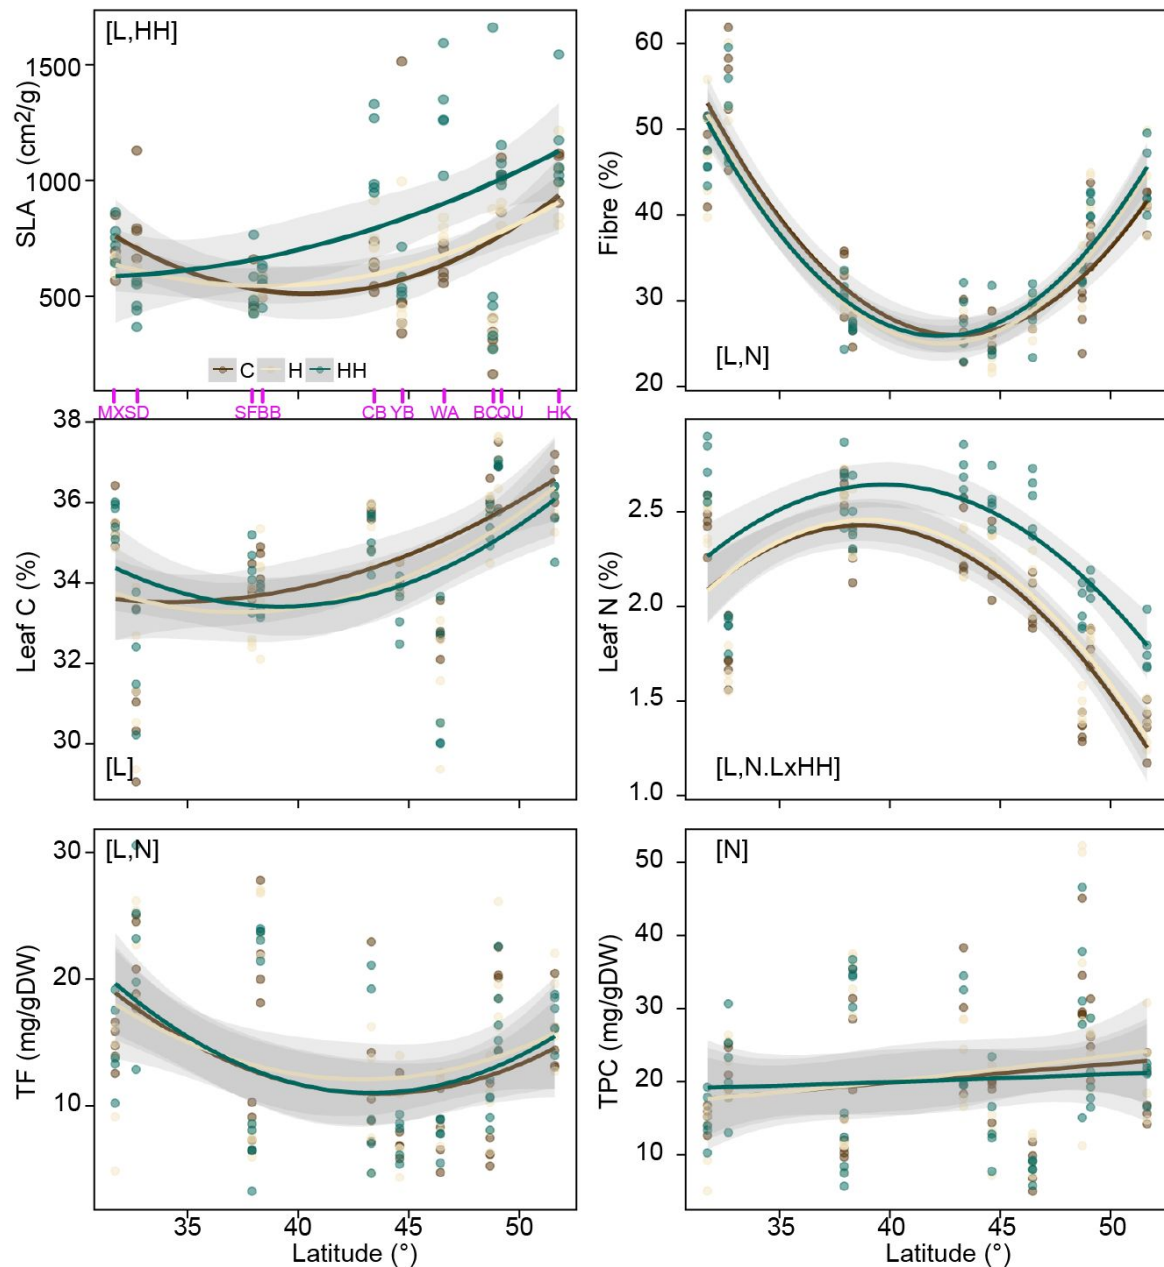 [L,HH]
SLA (cm²/g)
1500
1000
500
C H HH
MX SD SF BB CB YB WA BC QU HK
Fibre (%)
60
50
40
30
20
[L,N]
Leaf C (%)
38
36
34
32
30
[L]
Leaf N (%)
2.5
2.0
1.5
1.0
[L,N.LxHH]
[L,N]
TF (mg/gDW)
30
20
10
35 40 45 50
Latitude (°)
[N]
TPC (mg/gDW)
50
40
30
20
10
35 40 45 50
Latitude (°)